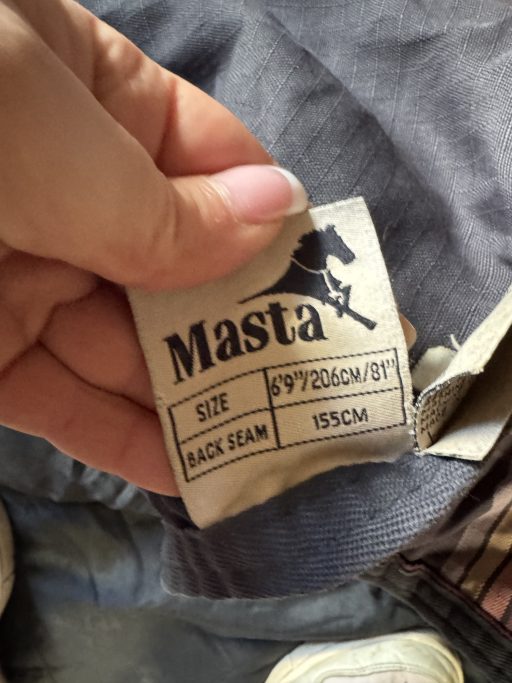 Masta
SIZE 6'9"/206CM/81"
BACK SEAM 155CM